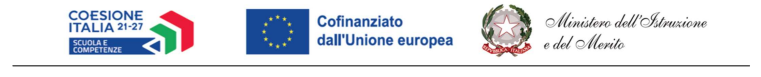 COESIONE
ITALIA 21-27
SCUOLA E
COMPETENZE
Cofinanziato
dall'Unione europea
Ministero dell'Istruzione
e del Merito